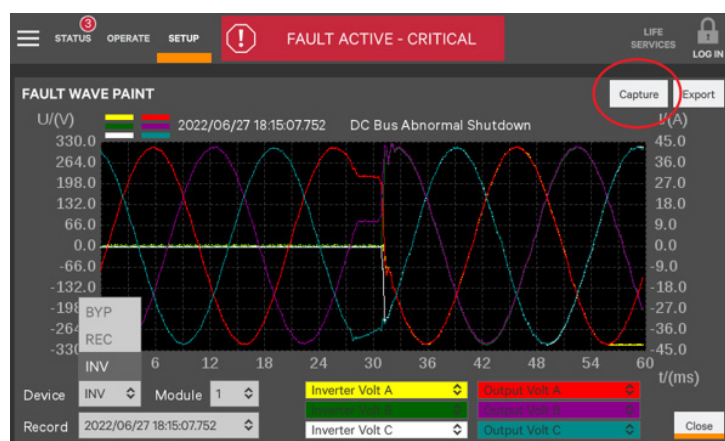 3
STATUS OPERATE SETUP ! FAULT ACTIVE - CRITICAL LIFE SERVICES LOG IN
FAULT WAVE PAINT Capture Export
U/(V) 2022/06/27 18:15:07.752 DC Bus Abnormal Shutdown I/(A)
330.0 45.0
264.0 36.0
198.0 27.0
132.0 18.0
66.0 9.0
0.0 0.0
-66.0 -9.0
-132.0 -18.0
-198 BYP -27.0
-264 REC -36.0
-330 -45.0
INV 6 12 18 24 30 36 42 48 54 60
t/(ms)
Device INV Module 1 Inverter Volt A Output Volt A
Inverter Volt B Output Volt B
Record 2022/06/27 18:15:07.752 Inverter Volt C Output Volt C Close